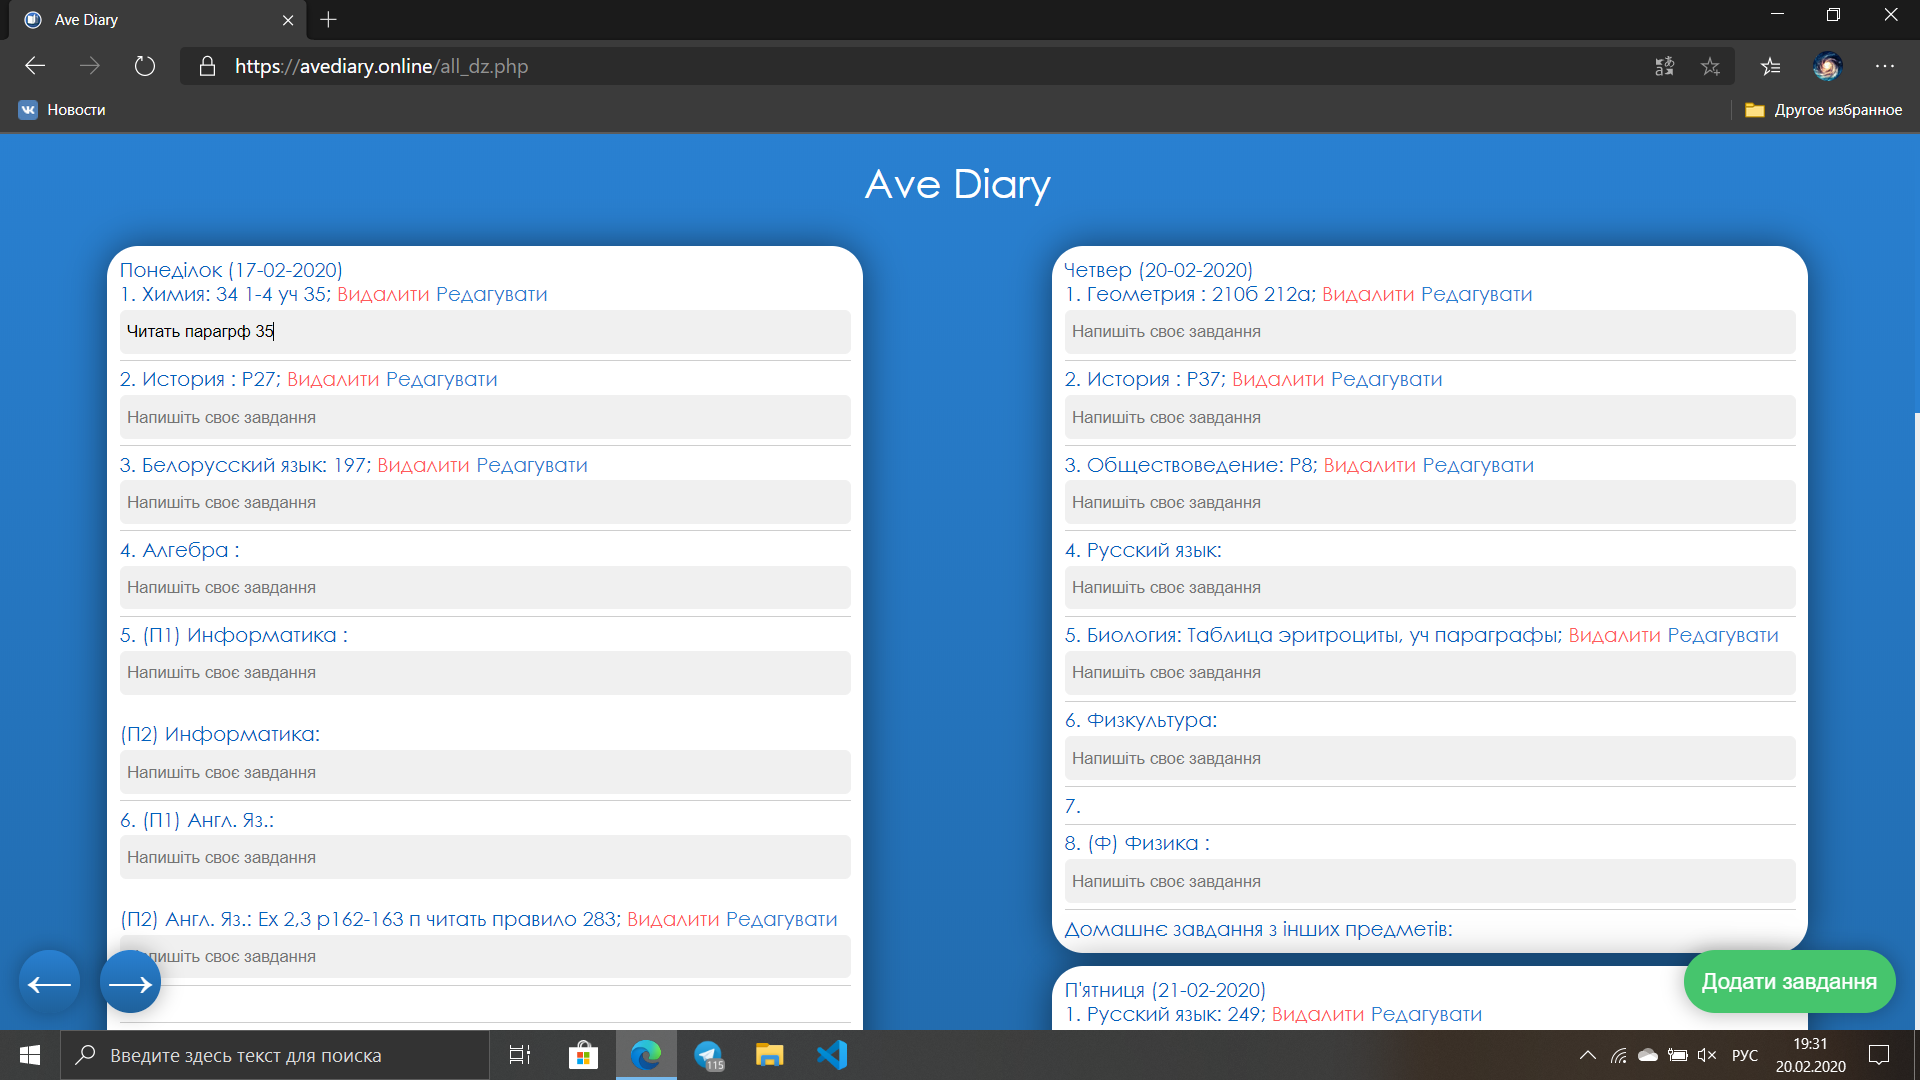 Ave Diary
https://avediary.online/all_dz.php
Новости
Другое избранное
Ave Diary
Понеділок (17-02-2020)
1. Химия: 34 1-4 уч 35; Видалити Редагувати
Читать парагрф 35
2. История : Р27; Видалити Редагувати
Напишіть своє завдання
3. Белорусский язык: 197; Видалити Редагувати
Напишіть своє завдання
4. Алгебра :
Напишіть своє завдання
5. (П1) Информатика :
Напишіть своє завдання
(П2) Информатика:
Напишіть своє завдання
6. (П1) Англ. Яз.:
Напишіть своє завдання
(П2) Англ. Яз.: Ex 2,3 p162-163 п читать правило 283; Видалити Редагувати
пишіть своє завдання
Четвер (20-02-2020)
1. Геометрия : 210б 212а; Видалити Редагувати
Напишіть своє завдання
2. История : Р37; Видалити Редагувати
Напишіть своє завдання
3. Обществоведение: Р8; Видалити Редагувати
Напишіть своє завдання
4. Русский язык:
Напишіть своє завдання
5. Биология: Таблица эритроциты, уч параграфы; Видалити Редагувати
Напишіть своє завдання
6. Физкультура:
Напишіть своє завдання
7.
8. (Ф) Физика :
Напишіть своє завдання
Домашнє завдання з інших предметів:
П'ятниця (21-02-2020)
1. Русский язык: 249; Видалити Редагувати
Додати завдання
Введите здесь текст для поиска
115
РУС
19:31
20.02.2020